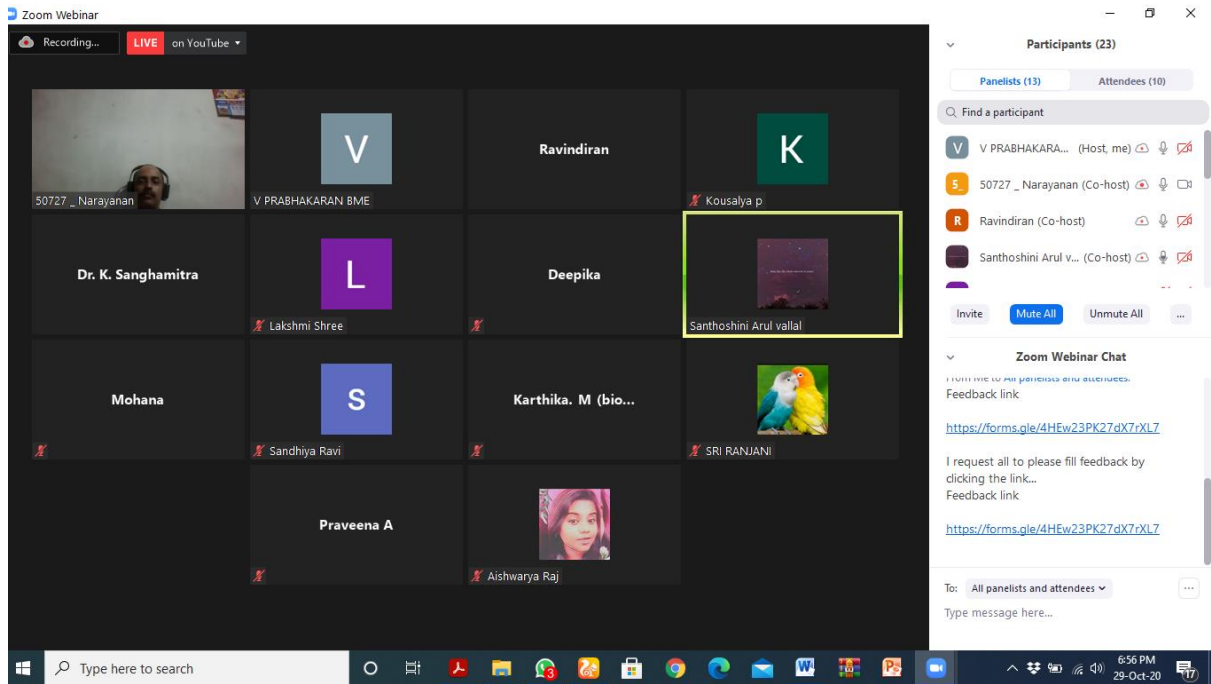 Zoom Webinar
Recording...
LIVE on YouTube
50727 _ Narayanan
V
V PRABHAKARAN BME
Ravindiran
K
Kousalya p
Dr. K. Sanghamitra
L
Lakshmi Shree
Deepika
Santhoshini Arul vallal
Mohana
S
Sandhiya Ravi
Karthika. M (bio...
SRI RANJANI
Praveena A
Aishwarya Raj
Participants (23)
Panelists (13)
Attendees (10)
Find a participant
V V PRABHAKARA... (Host, me)
5_ 50727 _ Narayanan (Co-host)
R Ravindiran (Co-host)
Santhoshini Arul v... (Co-host)
Invite
Mute All
Unmute All
...
Zoom Webinar Chat
From Me to All panelists and attendees:
Feedback link
https://forms.gle/4HEw23PK27dX7rXL7
I request all to please fill feedback by
clicking the link...
Feedback link
https://forms.gle/4HEw23PK27dX7rXL7
To: All panelists and attendees
...
Type message here...
Type here to search
3
6:56 PM
29-Oct-20
17